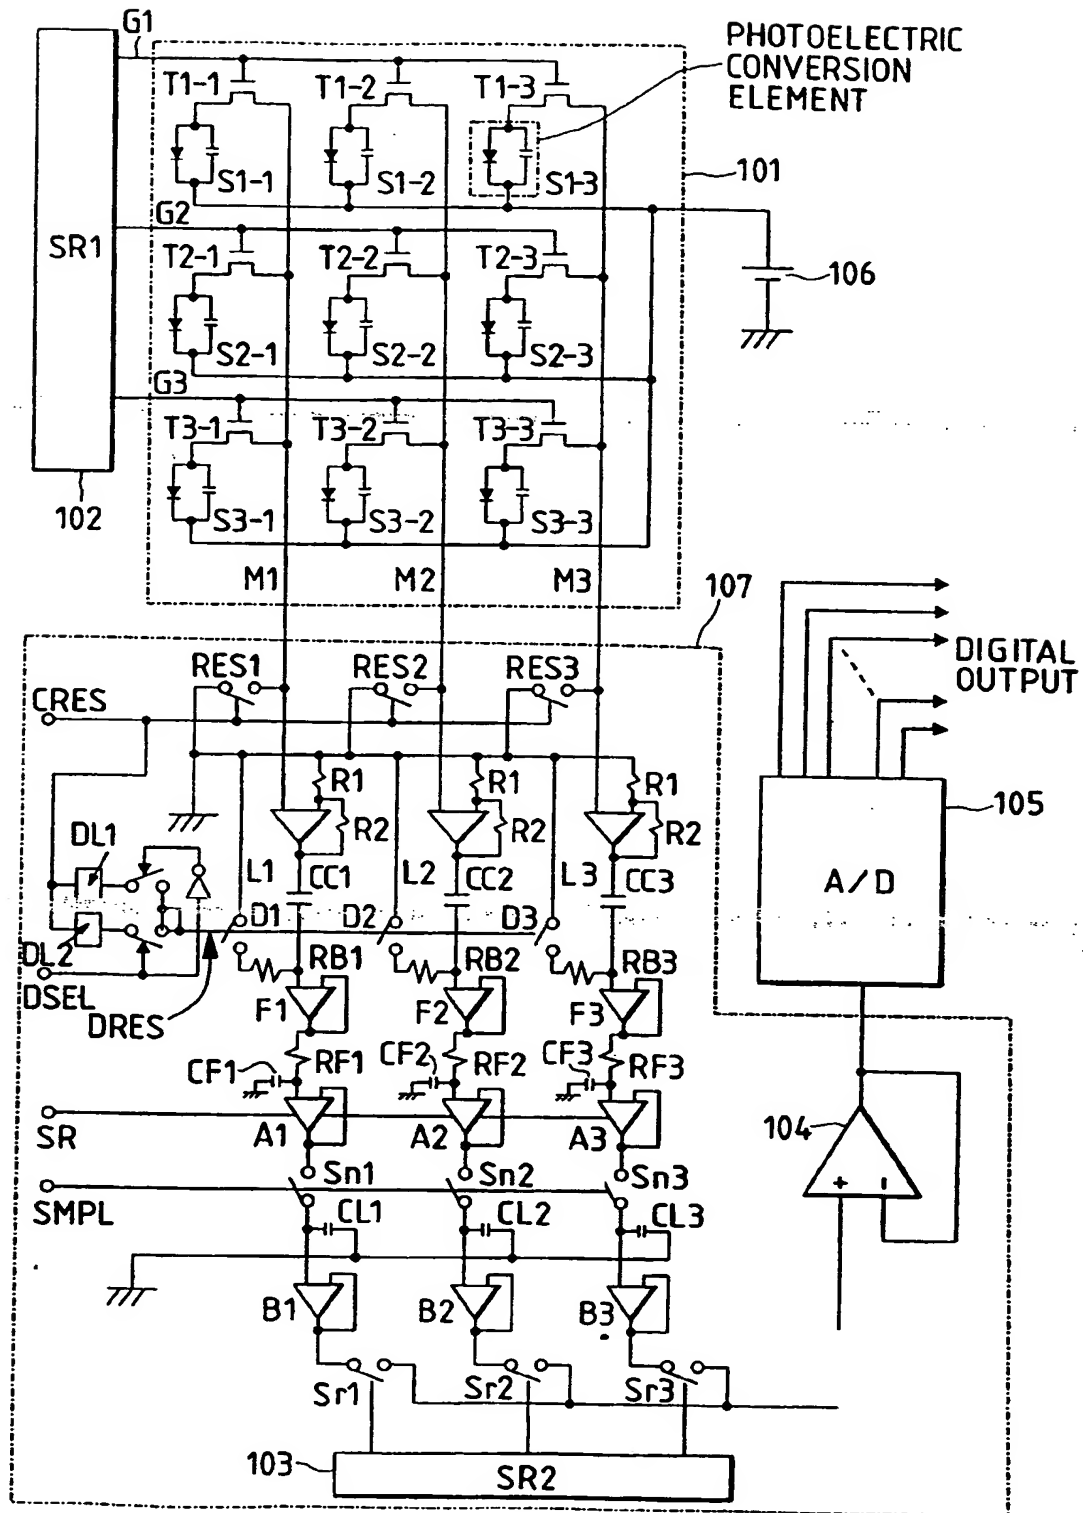 G1
PHOTOELECTRIC
CONVERSION
ELEMENT
T1-1 T1-2 T1-3
101
S1-1 S1-2 S1-3
SR1
G2
T2-1 T2-2 T2-3
106
S2-1 S2-2 S2-3
G3
T3-1 T3-2 T3-3
102
S3-1 S3-2 S3-3
M1 M2 M3
107
DIGITAL
OUTPUT
RES1 RES2 RES3
CRES
R1 R1 R1
R2 R2 R2
105
DL1
L1 CC1 L2 CC2 L3 CC3
A/D
D1 D2 D3
DL2
RB1 RB2 RB3
DSEL
F1 F2 F3
DRES
CF1 RF1 CF2 RF2 CF3 RF3
SR
A1 A2 A3
104
+ -
Sn1 Sn2 Sn3
SMPL
CL1 CL2 CL3
B1 B2 B3
Sr1 Sr2 Sr3
103
SR2